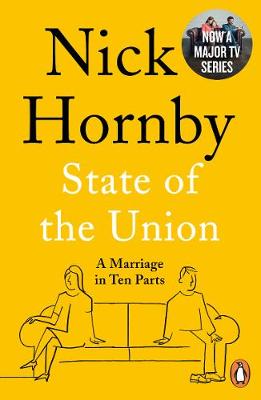 Nick
Hornby
NOW A
MAJOR TV
SERIES
State of
the Union
A Marriage
in Ten Parts